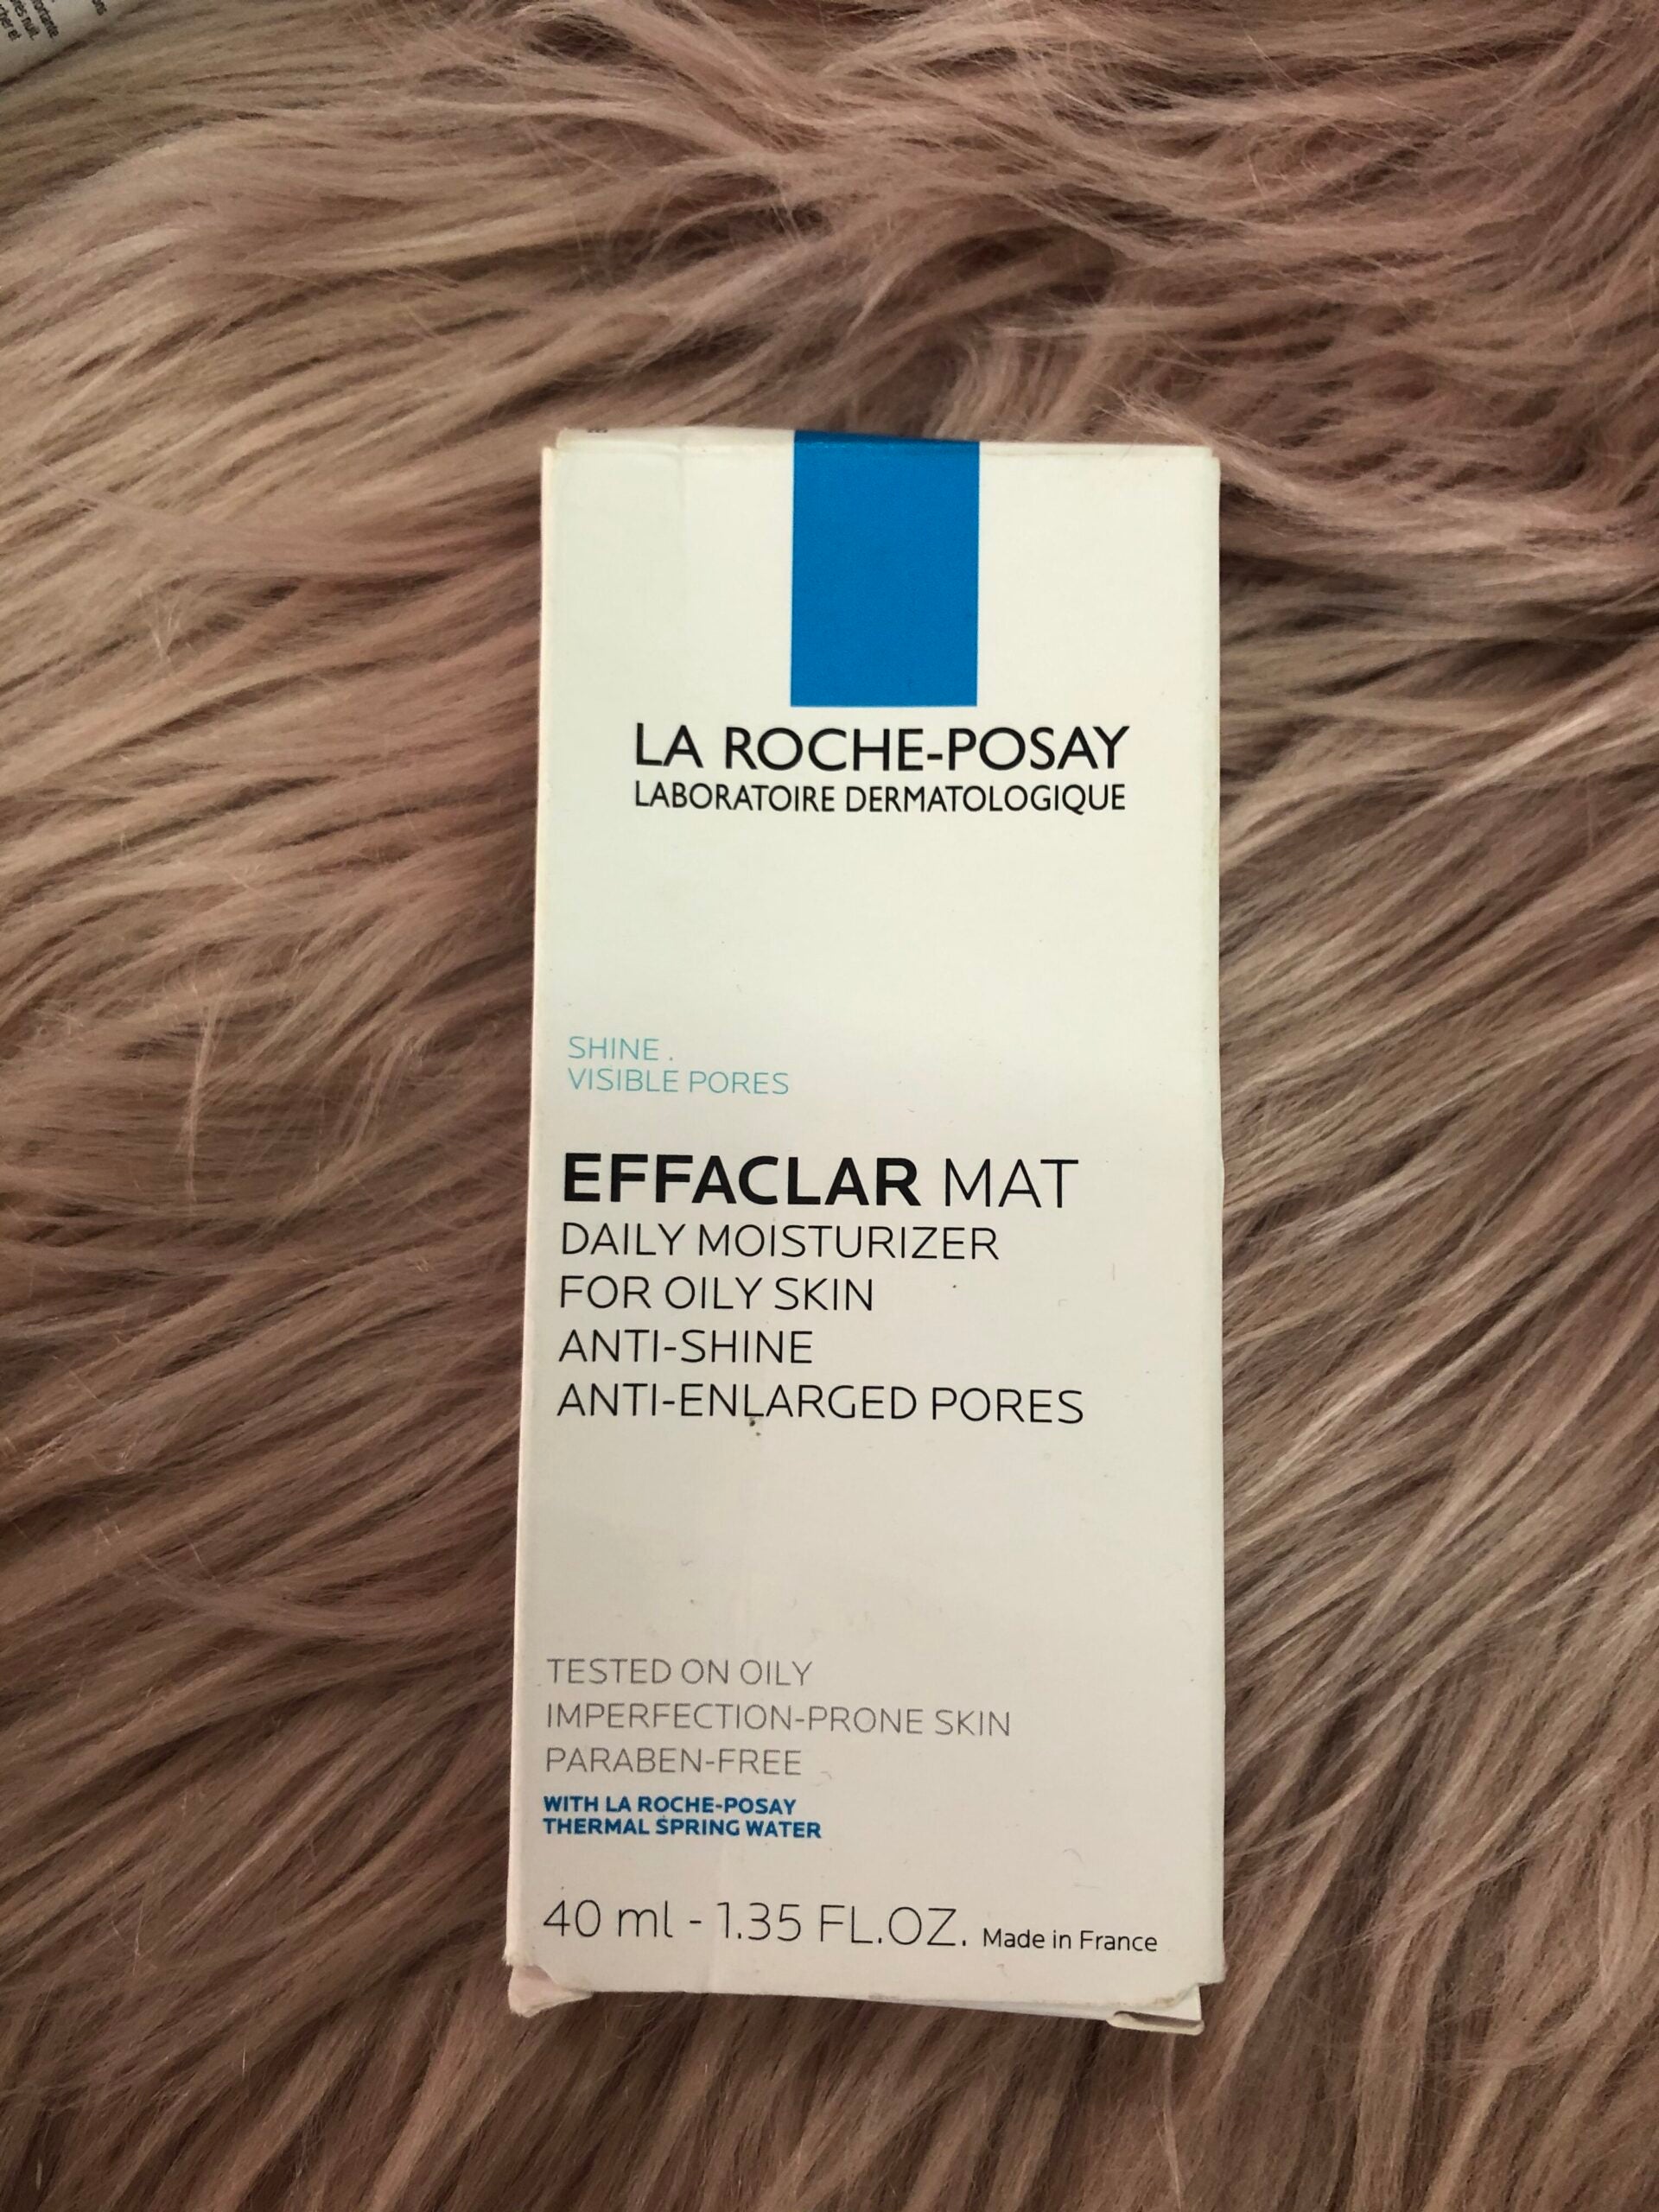 LA ROCHE-POSAY
LABORATOIRE DERMATOLOGIQUE
SHINE .
VISIBLE PORES
EFFACLAR MAT
DAILY MOISTURIZER
FOR OILY SKIN
ANTI-SHINE
ANTI-ENLARGED PORES
TESTED ON OILY
IMPERFECTION-PRONE SKIN
PARABEN-FREE
WITH LA ROCHE-POSAY
THERMAL SPRING WATER
40 ml - 1.35 FL.OZ. Made in France